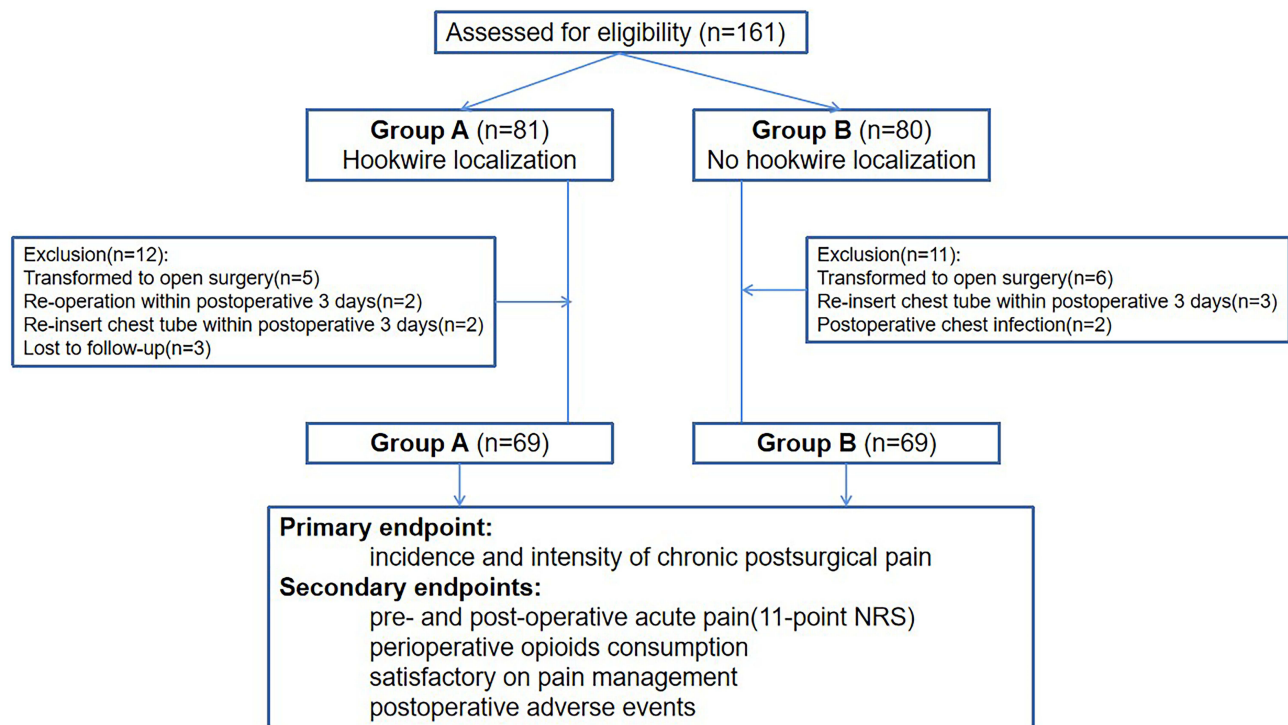 Assessed for eligibility (n=161)
Group A (n=81)
Hookwire localization
Group B (n=80)
No hookwire localization
Exclusion(n=12):
Transformed to open surgery(n=5)
Re-operation within postoperative 3 days(n=2)
Re-insert chest tube within postoperative 3 days(n=2)
Lost to follow-up(n=3)
Exclusion(n=11):
Transformed to open surgery(n=6)
Re-insert chest tube within postoperative 3 days(n=3)
Postoperative chest infection(n=2)
Group A (n=69)
Group B (n=69)
Primary endpoint:
incidence and intensity of chronic postsurgical pain
Secondary endpoints:
pre- and post-operative acute pain(11-point NRS)
perioperative opioids consumption
satisfactory on pain management
postoperative adverse events